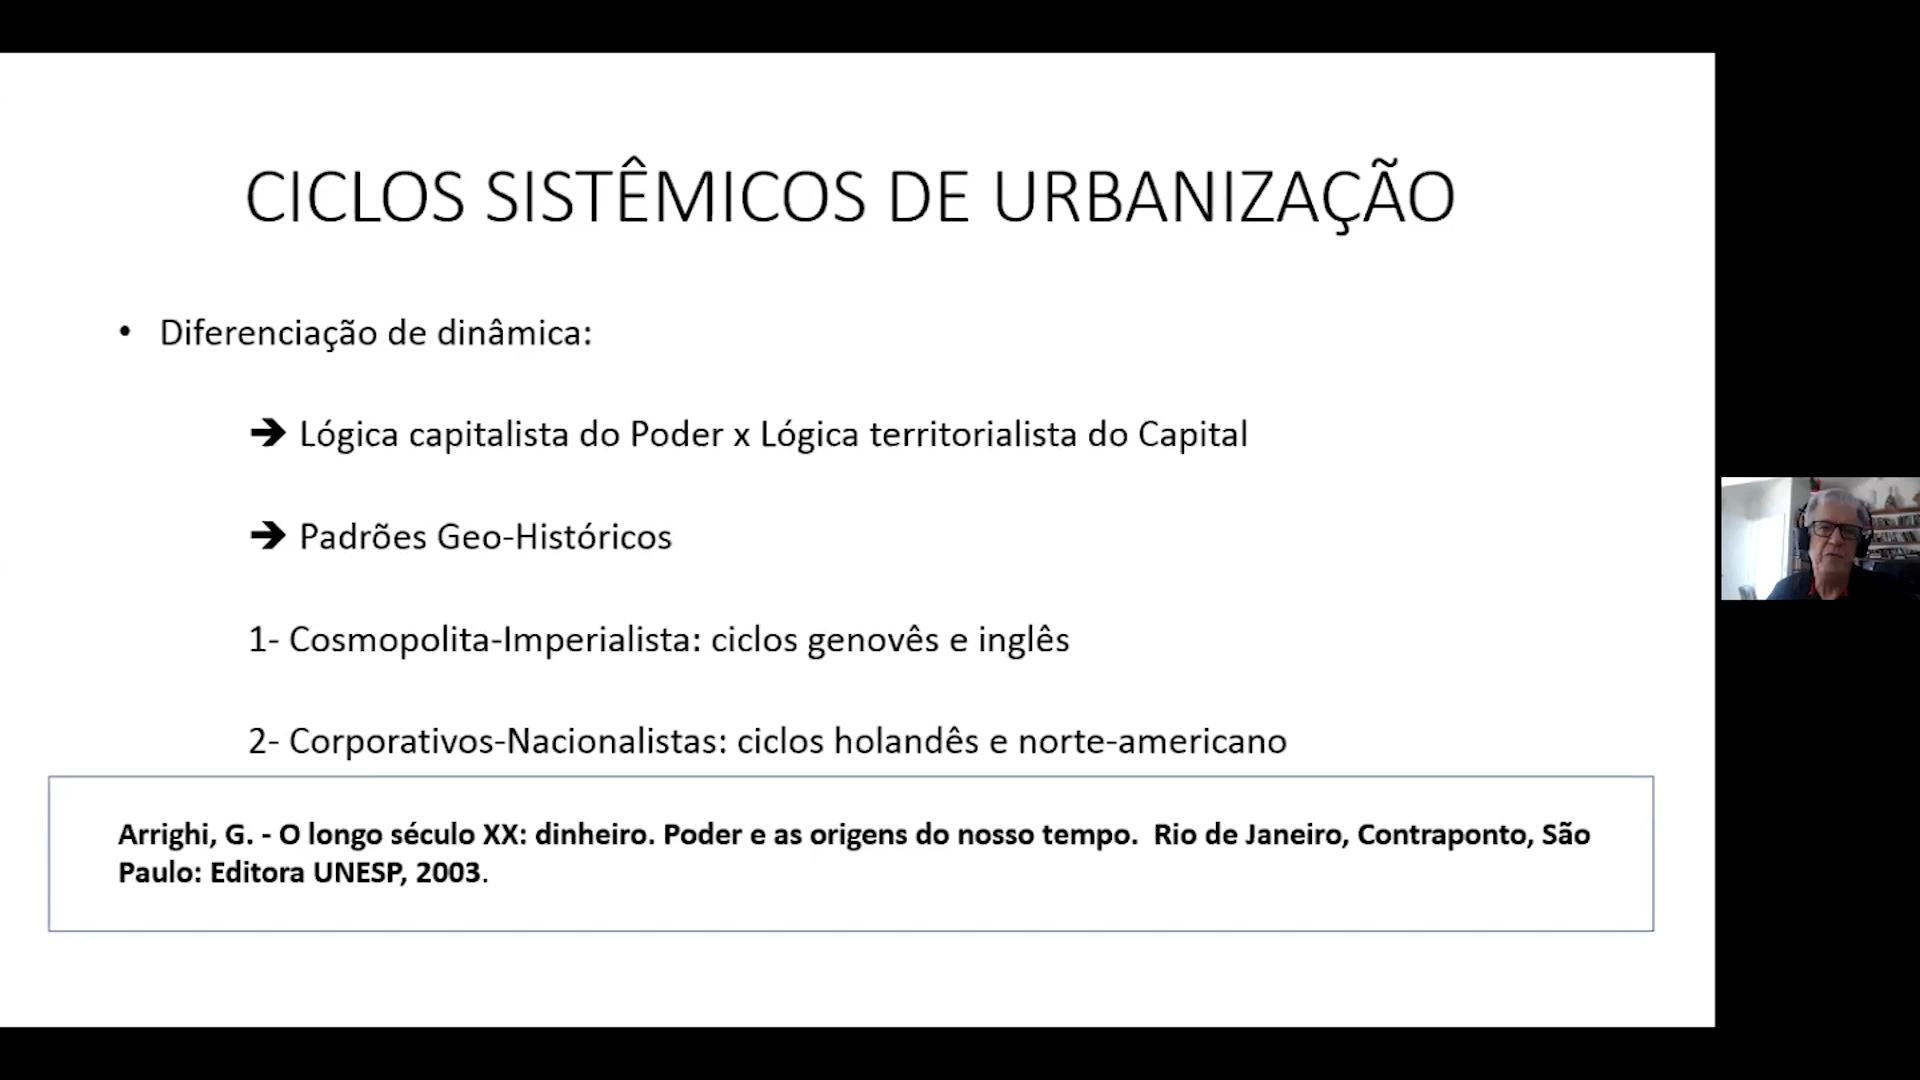 CICLOS SISTÊMICOS DE URBANIZAÇÃO
• Diferenciação de dinâmica:
➔ Lógica capitalista do Poder x Lógica territorialista do Capital
➔ Padrões Geo-Históricos
1- Cosmopolita-Imperialista: ciclos genovês e inglês
2- Corporativos-Nacionalistas: ciclos holandês e norte-americano
Arrighi, G. - O longo século XX: dinheiro. Poder e as origens do nosso tempo. Rio de Janeiro, Contraponto, São
Paulo: Editora UNESP, 2003.